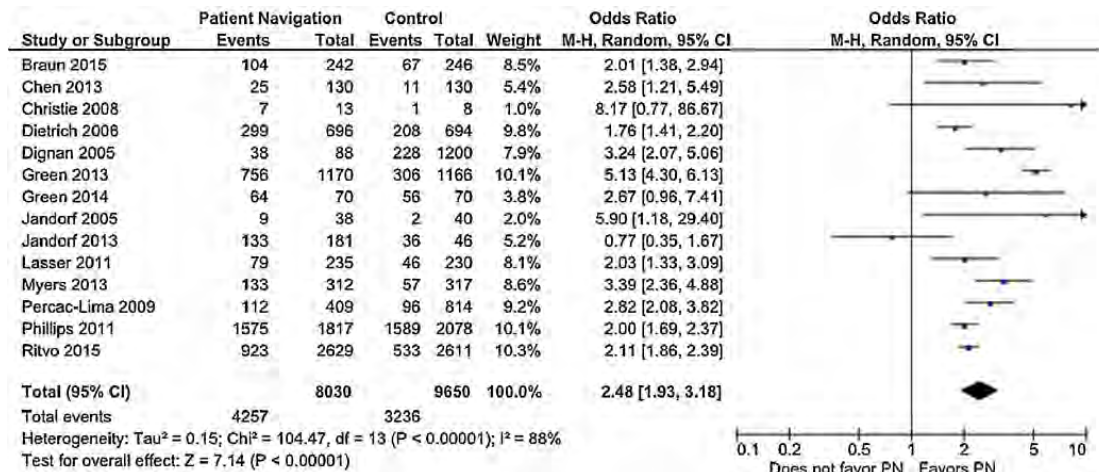 Patient Navigation Control Odds Ratio Odds Ratio
Study or Subgroup Events Total Events Total Weight M-H, Random, 95% CI M-H, Random, 95% CI
Braun 2015 104 242 67 246 8.5% 2.01 [1.38, 2.94]
Chen 2013 25 130 11 130 5.4% 2.58 [1.21, 5.49]
Christie 2008 7 13 1 8 1.0% 8.17 [0.77, 86.67]
Dietrich 2006 299 696 208 694 9.8% 1.76 [1.41, 2.20]
Dignan 2005 38 88 228 1200 7.9% 3.24 [2.07, 5.06]
Green 2013 756 1170 306 1166 10.1% 5.13 [4.30, 6.13]
Green 2014 64 70 56 70 3.8% 2.67 [0.96, 7.41]
Jandorf 2005 9 38 2 40 2.0% 5.90 [1.18, 29.40]
Jandorf 2013 133 181 36 46 5.2% 0.77 [0.35, 1.67]
Lasser 2011 79 235 46 230 8.1% 2.03 [1.33, 3.09]
Myers 2013 133 312 57 317 8.6% 3.39 [2.36, 4.88]
Percac-Lima 2009 112 409 96 814 9.2% 2.82 [2.08, 3.82]
Phillips 2011 1575 1817 1589 2078 10.1% 2.00 [1.69, 2.37]
Ritvo 2015 923 2629 533 2611 10.3% 2.11 [1.86, 2.39]
Total (95% CI) 8030 9650 100.0% 2.48 [1.93, 3.18]
Total events 4257 3236
Heterogeneity: Tau² = 0.15; Chi² = 104.47, df = 13 (P < 0.00001); I² = 88%
Test for overall effect: Z = 7.14 (P < 0.00001)
0.1 0.2 0.5 1 2 5 10
Does not favor PN Favors PN